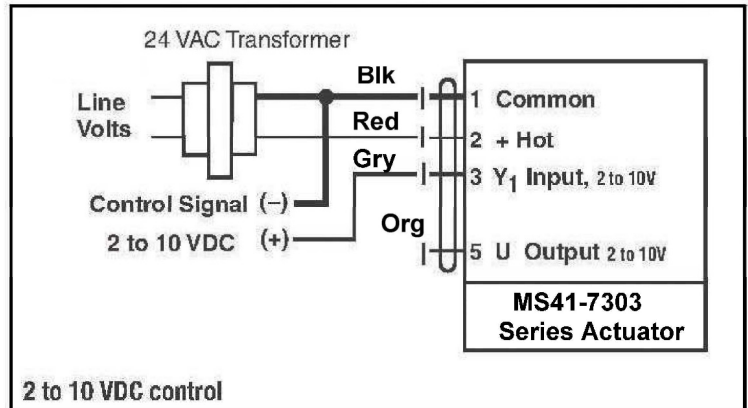 24 VAC Transformer
Line
Volts
Blk
Red
Gry
Org
Control Signal (–)
2 to 10 VDC (+)
1 Common
2 + Hot
3 Y₁ Input, 2 to 10V
5 U Output 2 to 10V
MS41-7303
Series Actuator
2 to 10 VDC control